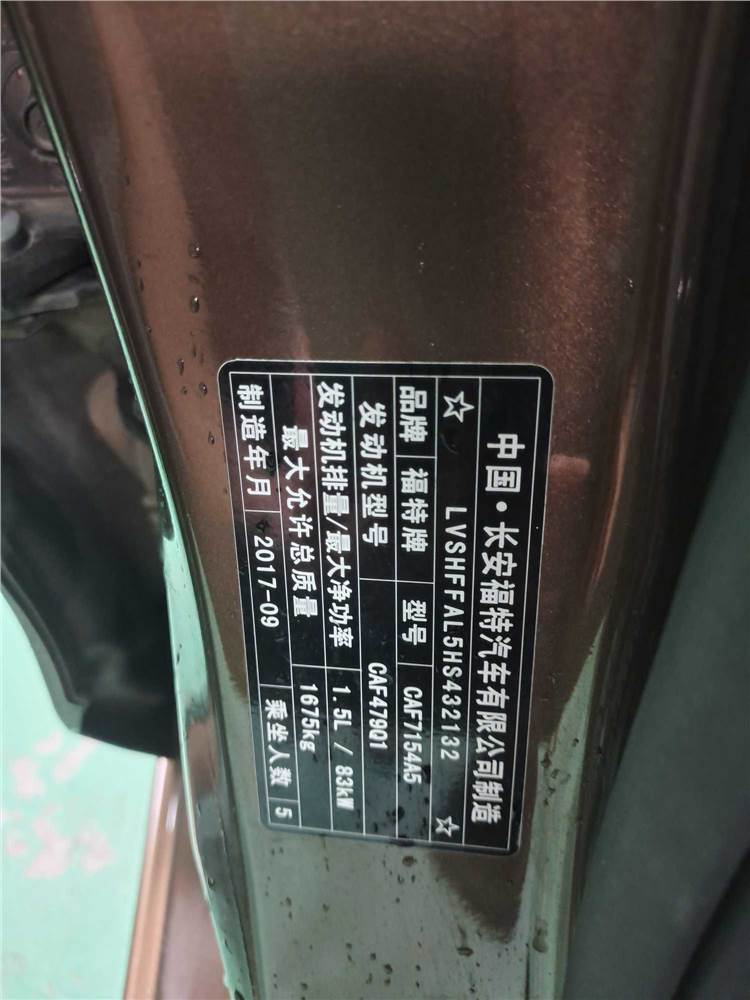 中国·长安福特汽车有限公司制造
☆ LVSHFFAL5HS432132 ☆
品牌 福特牌 型号 CAF7154A5
发动机型号 CAF479Q1
发动机排量/最大净功率 1.5L / 83kW
最大允许总质量 1675kg
制造年月 2017-09 乘坐人数 5